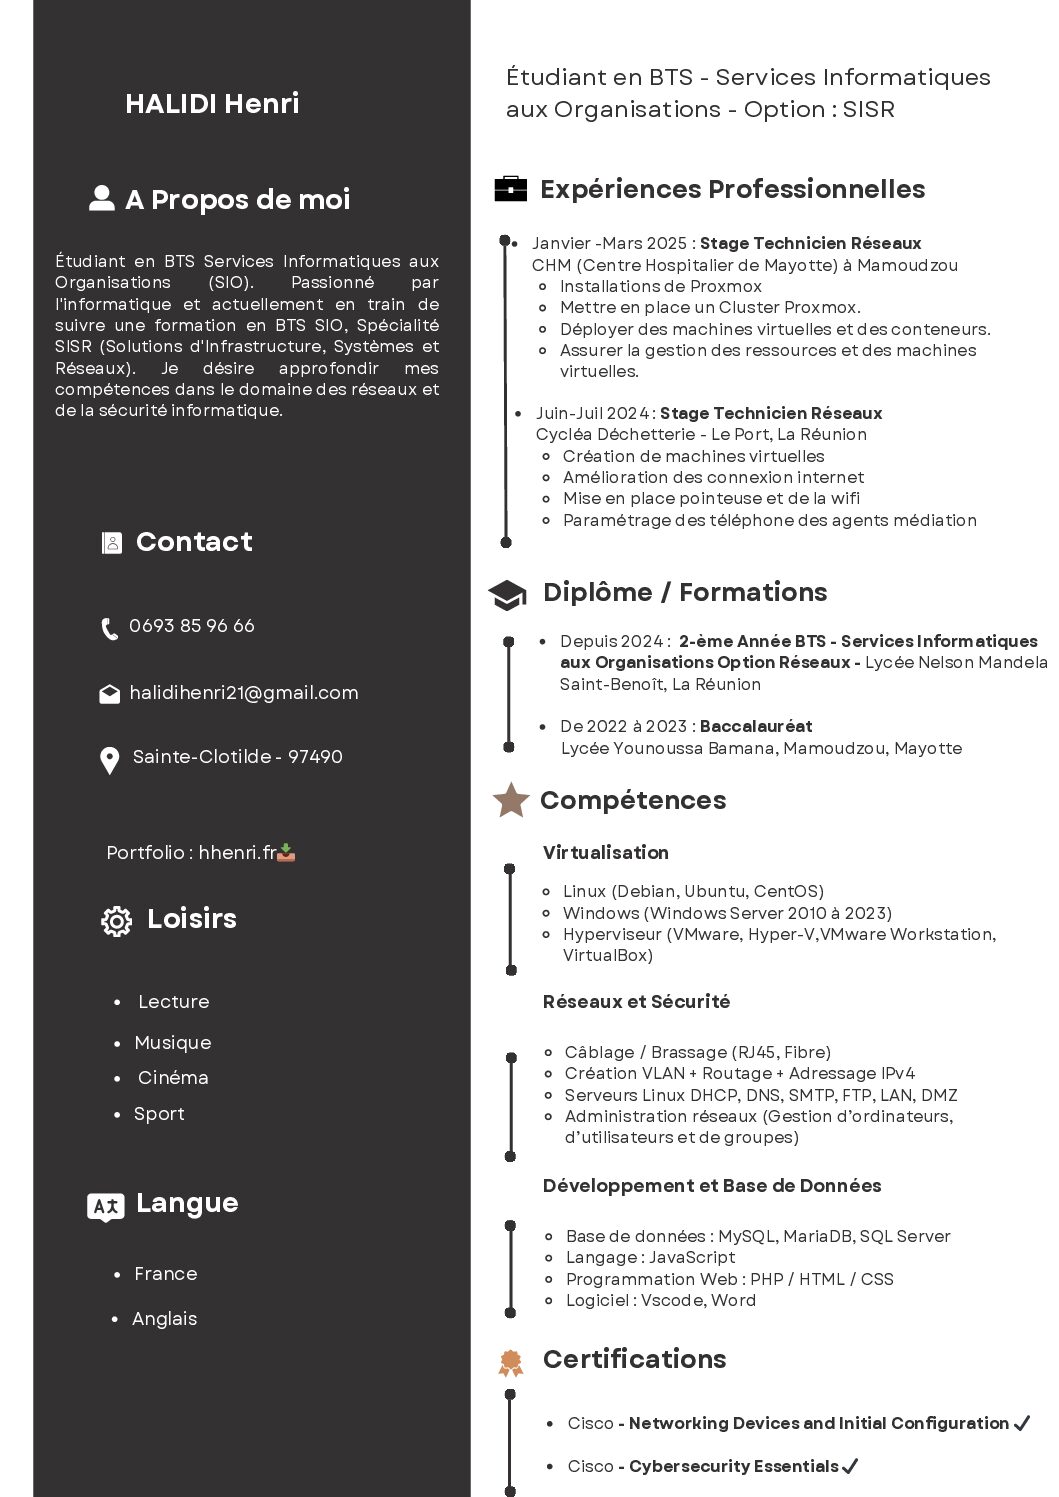 HALIDI Henri
A Propos de moi
Étudiant en BTS Services Informatiques aux
Organisations (SIO). Passionné par
l'informatique et actuellement en train de
suivre une formation en BTS SIO, Spécialité
SISR (Solutions d'Infrastructure, Systèmes et
Réseaux). Je désire approfondir mes
compétences dans le domaine des réseaux et
de la sécurité informatique.
Contact
0693 85 96 66
halidihenri21@gmail.com
Sainte-Clotilde - 97490
Portfolio : hhenri.fr
Loisirs
• Lecture
• Musique
• Cinéma
• Sport
Langue
• France
• Anglais
Étudiant en BTS - Services Informatiques
aux Organisations - Option : SISR
Expériences Professionnelles
• Janvier -Mars 2025 : Stage Technicien Réseaux
CHM (Centre Hospitalier de Mayotte) à Mamoudzou
Installations de Proxmox
Mettre en place un Cluster Proxmox.
Déployer des machines virtuelles et des conteneurs.
Assurer la gestion des ressources et des machines
virtuelles.
• Juin-Juil 2024 : Stage Technicien Réseaux
Cycléa Déchetterie - Le Port, La Réunion
Création de machines virtuelles
Amélioration des connexion internet
Mise en place pointeuse et de la wifi
Paramétrage des téléphone des agents médiation
Diplôme / Formations
• Depuis 2024 : 2-ème Année BTS - Services Informatiques
aux Organisations Option Réseaux - Lycée Nelson Mandela
Saint-Benoît, La Réunion
• De 2022 à 2023 : Baccalauréat
Lycée Younoussa Bamana, Mamoudzou, Mayotte
Compétences
Virtualisation
Linux (Debian, Ubuntu, CentOS)
Windows (Windows Server 2010 à 2023)
Hyperviseur (VMware, Hyper-V,VMware Workstation,
VirtualBox)
Réseaux et Sécurité
Câblage / Brassage (RJ45, Fibre)
Création VLAN + Routage + Adressage IPv4
Serveurs Linux DHCP, DNS, SMTP, FTP, LAN, DMZ
Administration réseaux (Gestion d’ordinateurs,
d’utilisateurs et de groupes)
Développement et Base de Données
Base de données : MySQL, MariaDB, SQL Server
Langage : JavaScript
Programmation Web : PHP / HTML / CSS
Logiciel : Vscode, Word
Certifications
• Cisco - Networking Devices and Initial Configuration ✓
• Cisco - Cybersecurity Essentials ✓